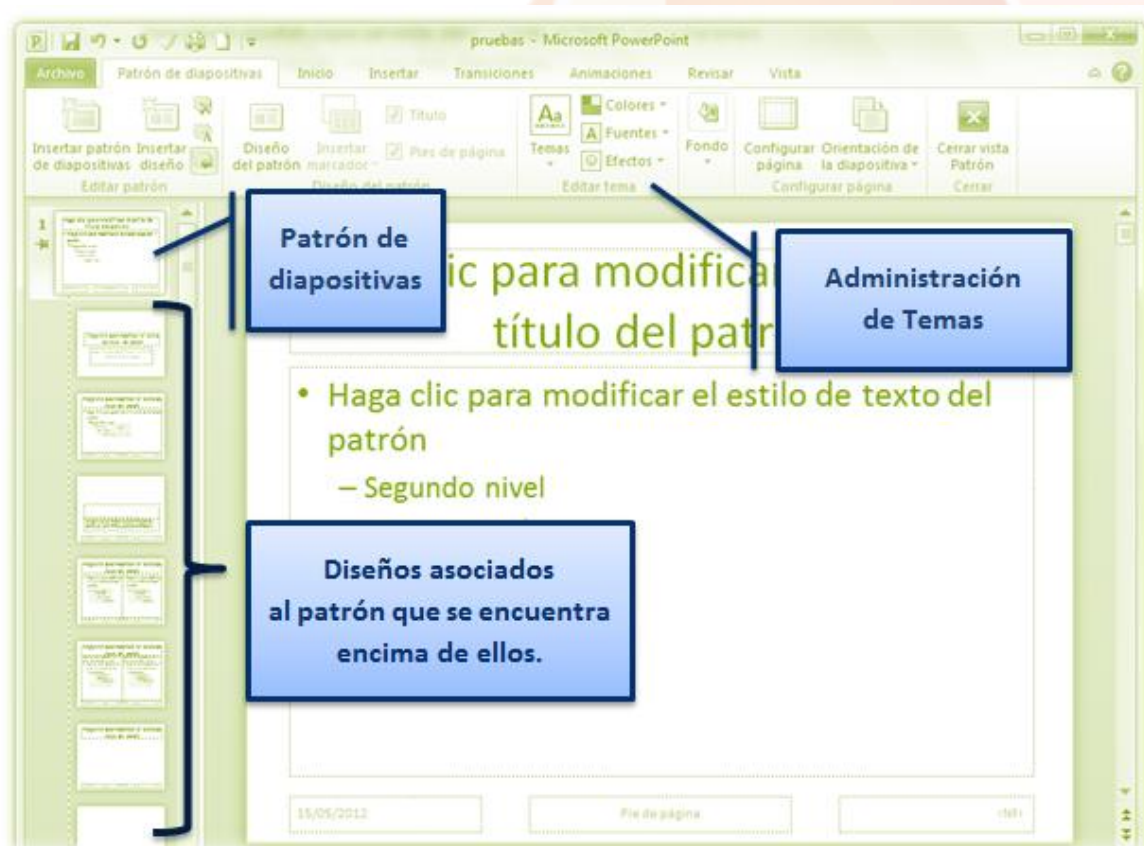 pruebas - Microsoft PowerPoint
Archivo Patrón de diapositivas Inicio Insertar Transiciones Animaciones Revisar Vista
Insertar patrón de diapositivas
Insertar diseño
Editar patrón
Diseño del patrón
Insertar marcador
Título
Pies de página
Diseño del patrón
Temas
Colores
Fuentes
Efectos
Editar tema
Fondo
Configurar página
Orientación de la diapositiva
Configurar página
Cerrar vista Patrón
Cerrar
1
Patrón de
diapositivas
Administración
de Temas
ic para modifica
título del patr
• Haga clic para modificar el estilo de texto del
patrón
– Segundo nivel
Diseños asociados
al patrón que se encuentra
encima de ellos.
15/05/2012 Pie de página ‹Nº›